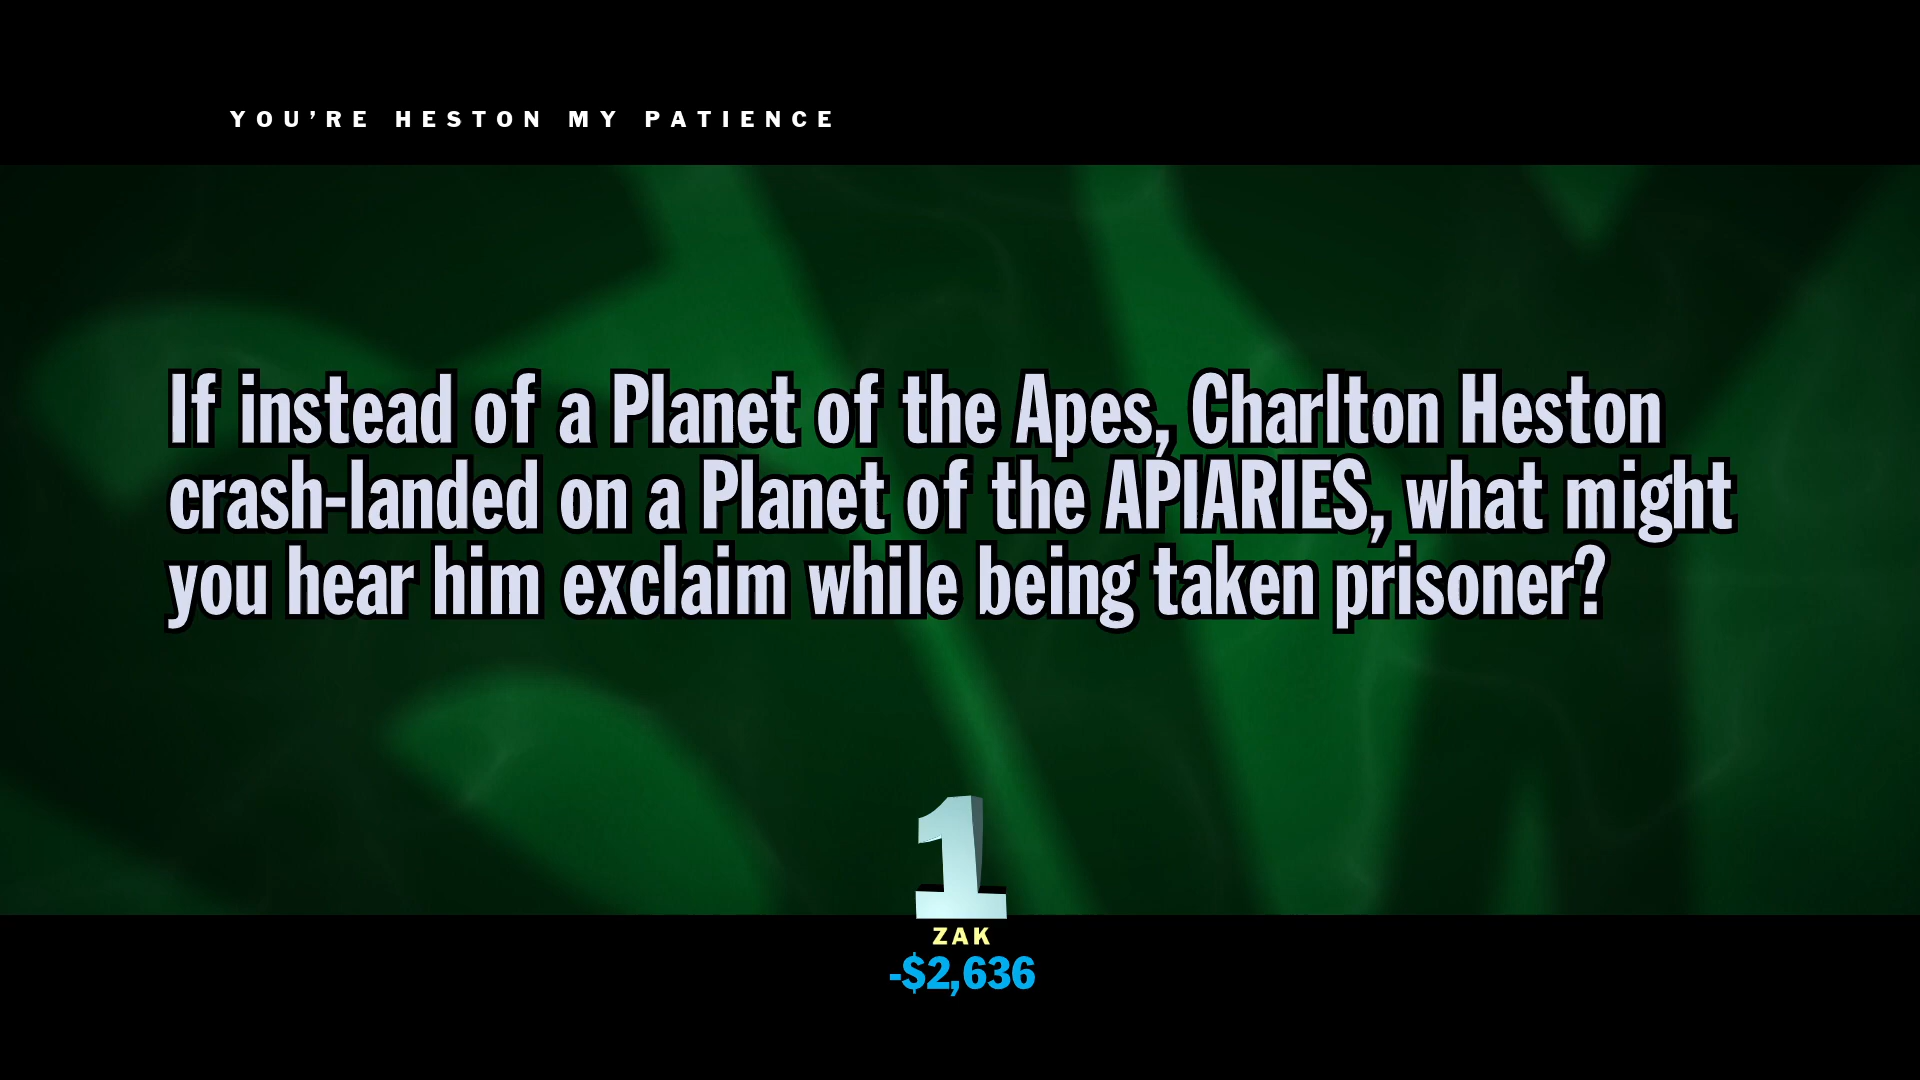 YOU'RE HESTON MY PATIENCE
If instead of a Planet of the Apes, Charlton Heston
crash-landed on a Planet of the APIARIES, what might
you hear him exclaim while being taken prisoner?
1
ZAK
-$2,636